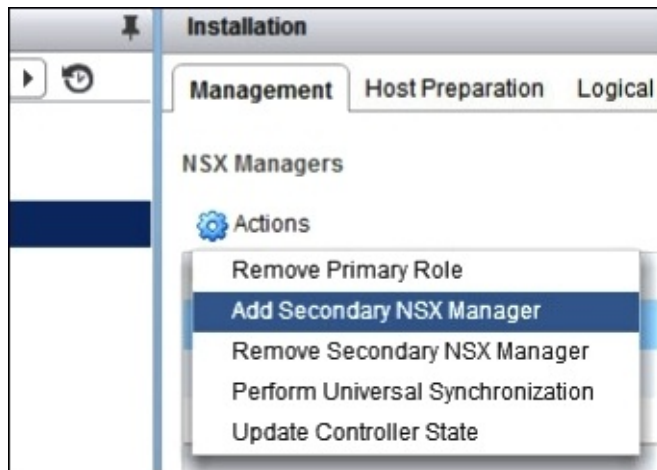 Installation
Management Host Preparation Logical
NSX Managers
Actions
Remove Primary Role
Add Secondary NSX Manager
Remove Secondary NSX Manager
Perform Universal Synchronization
Update Controller State